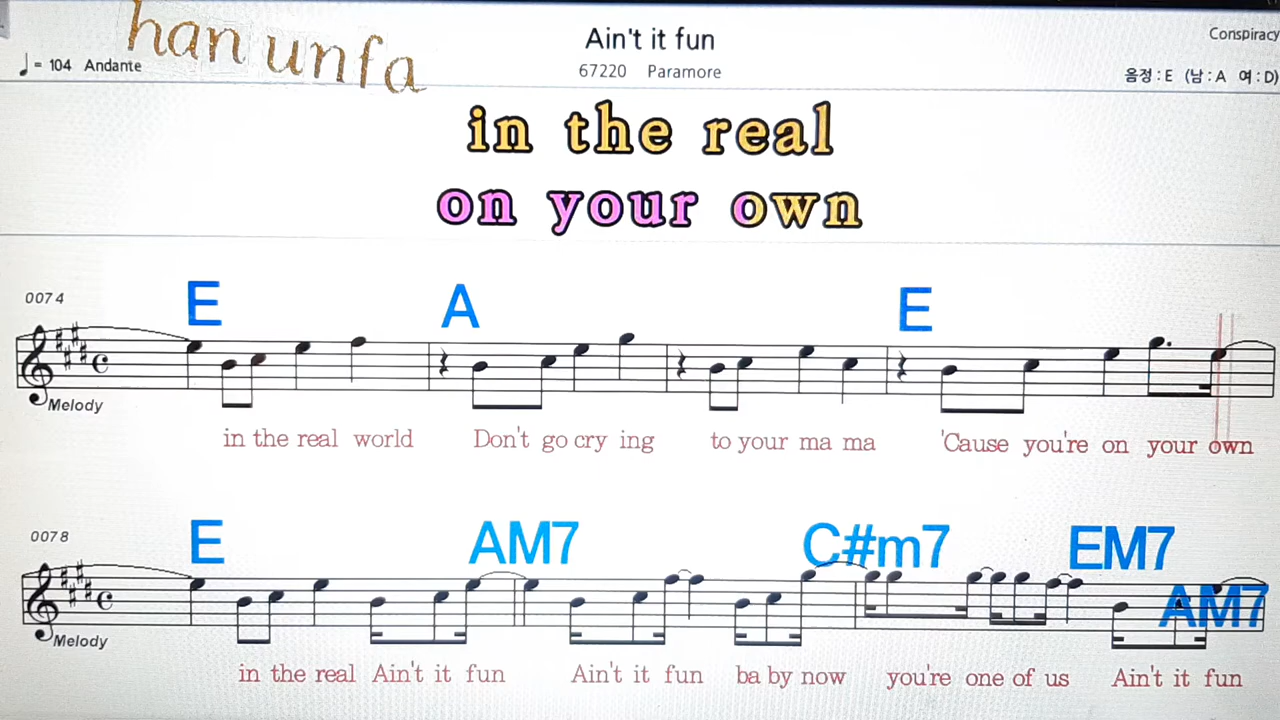 han unfa
Ain't it fun
Conspiracy
♩= 104 Andante
67220 Paramore
음정 : E (남 : A 여 : D)
in the real
on your own
0074
E A E
Melody
in the real world Don't go cry ing to your ma ma 'Cause you're on your own
0078
E AM7 C#m7 EM7 AM7
Melody
in the real Ain't it fun Ain't it fun ba by now you're one of us Ain't it fun